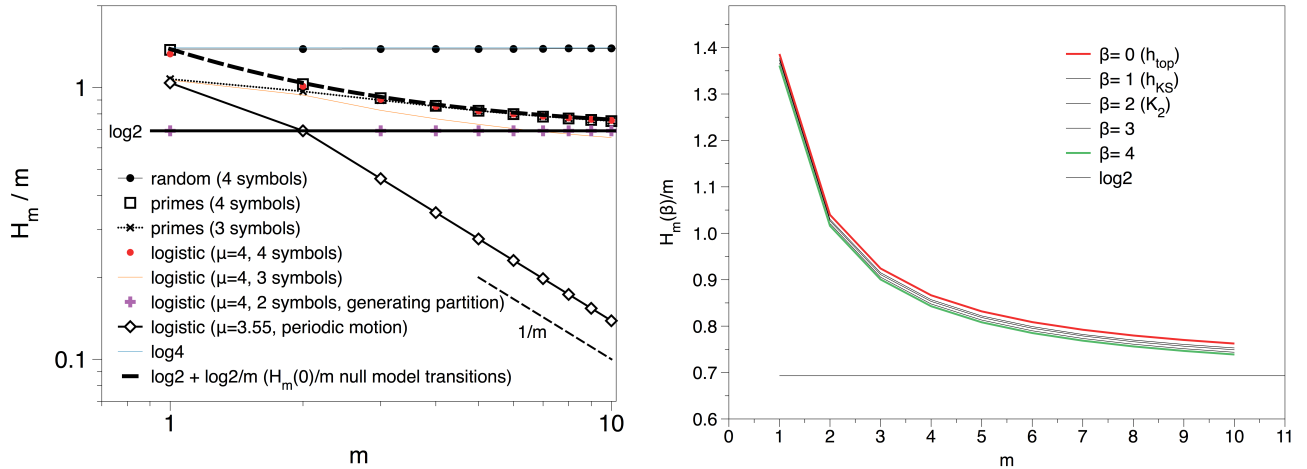 H_m / m
1
0.1
log2
random (4 symbols)
primes (4 symbols)
primes (3 symbols)
logistic (μ=4, 4 symbols)
logistic (μ=4, 3 symbols)
logistic (μ=4, 2 symbols, generating partition)
logistic (μ=3.55, periodic motion)
log4
log2 + log2/m (H_m(0)/m null model transitions)
1/m
1 10
m
H_m(β)/m
1.4
1.3
1.2
1.1
1.0
0.9
0.8
0.7
0.6
β= 0 (h_top)
β= 1 (h_KS)
β= 2 (K_2)
β= 3
β= 4
log2
0 1 2 3 4 5 6 7 8 9 10 11
m